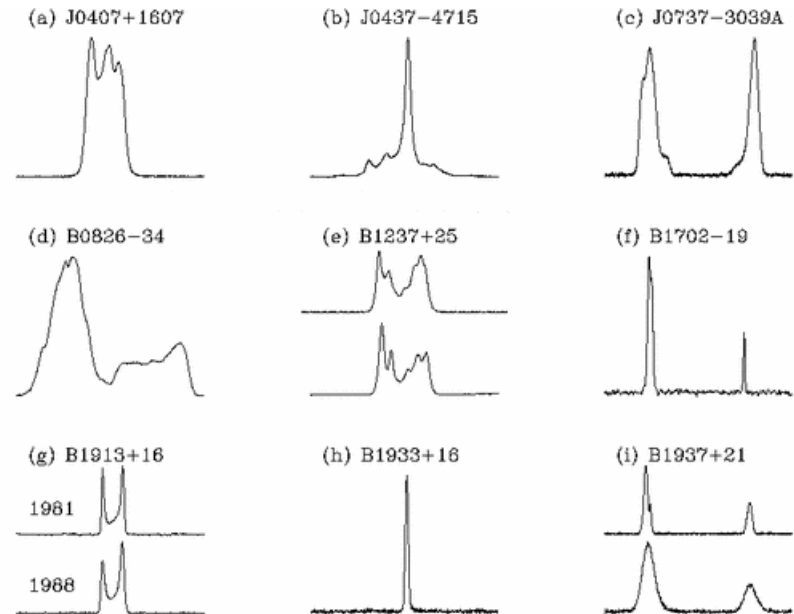 (a) J0407+1607
(b) J0437-4715
(c) J0737-3039A
(d) B0826-34
(e) B1237+25
(f) B1702-19
(g) B1913+16
(h) B1933+16
(i) B1937+21
1981
1988